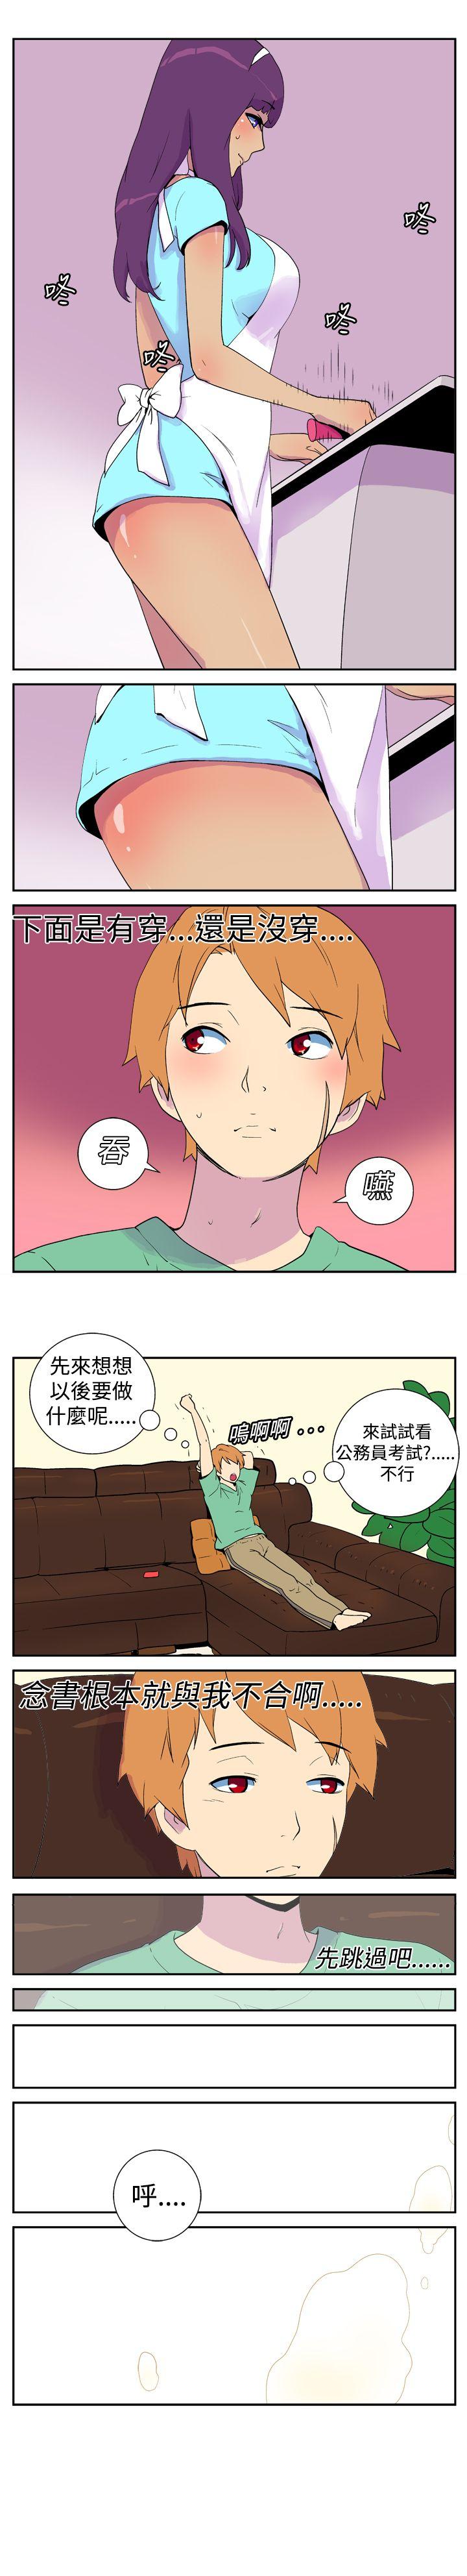 咚
咚
咚
咚
下面是有穿...還是沒穿....
吞
嚥
先來想想
以後要做
什麼呢.....
嗚啊啊...
來試試看
公務員考試?.....
不行
念書根本就與我不合啊.....
先跳過吧......
呼....